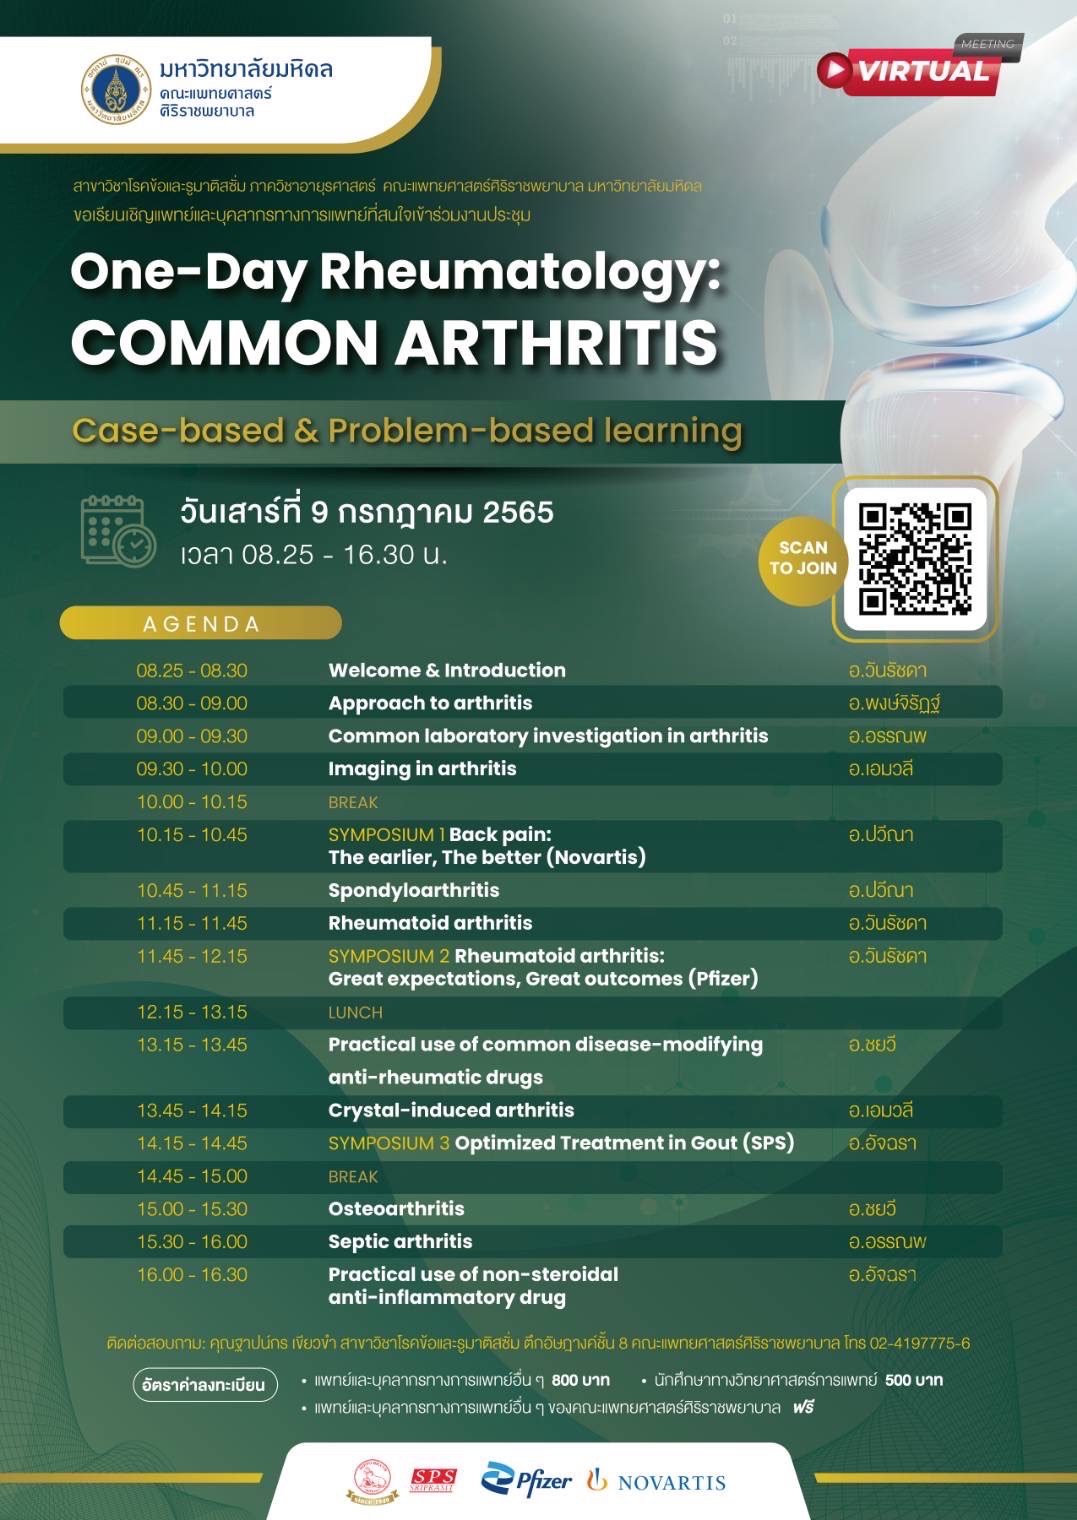 มหาวิทยาลัยมหิดล
คณะแพทยศาสตร์
ศิริราชพยาบาล
MEETING
VIRTUAL
01
02
สาขาวิชาโรคข้อและรูมาติสซั่ม ภาควิชาอายุรศาสตร์ คณะแพทยศาสตร์ศิริราชพยาบาล มหาวิทยาลัยมหิดล
ขอเรียนเชิญแพทย์และบุคลากรทางการแพทย์ที่สนใจเข้าร่วมงานประชุม
One-Day Rheumatology:
COMMON ARTHRITIS
Case-based & Problem-based learning
วันเสาร์ที่ 9 กรกฎาคม 2565
เวลา 08.25 - 16.30 น.
SCAN
TO JOIN
AGENDA
08.25 - 08.30 Welcome & Introduction อ.วันรัชดา
08.30 - 09.00 Approach to arthritis อ.พงษ์จิรัฏฐ์
09.00 - 09.30 Common laboratory investigation in arthritis อ.อรรณพ
09.30 - 10.00 Imaging in arthritis อ.เอมวลี
10.00 - 10.15 BREAK
10.15 - 10.45 SYMPOSIUM 1 Back pain: อ.ปวีณา
The earlier, The better (Novartis)
10.45 - 11.15 Spondyloarthritis อ.ปวีณา
11.15 - 11.45 Rheumatoid arthritis อ.วันรัชดา
11.45 - 12.15 SYMPOSIUM 2 Rheumatoid arthritis: อ.วันรัชดา
Great expectations, Great outcomes (Pfizer)
12.15 - 13.15 LUNCH
13.15 - 13.45 Practical use of common disease-modifying อ.ชยวี
anti-rheumatic drugs
13.45 - 14.15 Crystal-induced arthritis อ.เอมวลี
14.15 - 14.45 SYMPOSIUM 3 Optimized Treatment in Gout (SPS) อ.อัจฉรา
14.45 - 15.00 BREAK
15.00 - 15.30 Osteoarthritis อ.ชยวี
15.30 - 16.00 Septic arthritis อ.อรรณพ
16.00 - 16.30 Practical use of non-steroidal อ.อัจฉรา
anti-inflammatory drug
ติดต่อสอบถาม: คุณฐาปน์กร เขียวขำ สาขาวิชาโรคข้อและรูมาติสซั่ม ตึกอัษฎางค์ชั้น 8 คณะแพทยศาสตร์ศิริราชพยาบาล โทร 02-4197775-6
อัตราค่าลงทะเบียน
• แพทย์และบุคลากรทางการแพทย์อื่น ๆ 800 บาท • นักศึกษาทางวิทยาศาสตร์การแพทย์ 500 บาท
• แพทย์และบุคลากรทางการแพทย์อื่น ๆ ของคณะแพทยศาสตร์ศิริราชพยาบาล ฟรี
SINCE 1940
SPS
SRIPRASIT
Pfizer
NOVARTIS